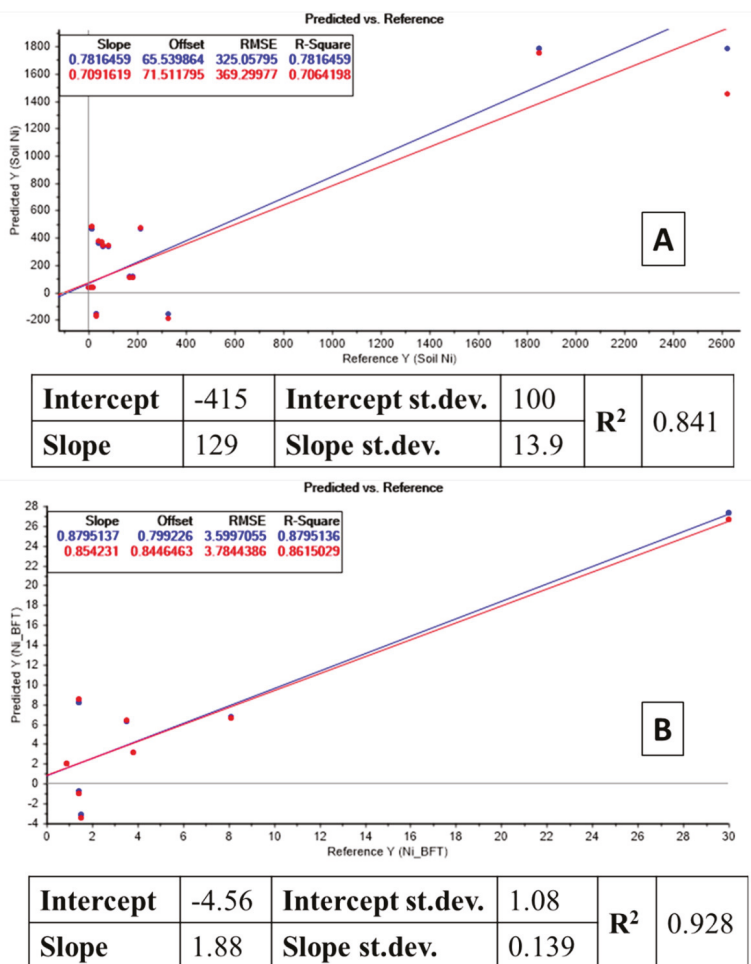 Predicted vs. Reference
Slope Offset RMSE R-Square
0.7816459 65.539864 325.05795 0.7816459
0.7091619 71.511795 369.29977 0.7064198
1800
1600
1400
1200
1000
800
600
400
200
0
-200
Predicted Y (Soil Ni)
A
0 200 400 600 800 1000 1200 1400 1600 1800 2000 2200 2400 2600
Reference Y (Soil Ni)
Intercept -415 Intercept st.dev. 100 R² 0.841
Slope 129 Slope st.dev. 13.9
Predicted vs. Reference
Slope Offset RMSE R-Square
0.8795137 0.799226 3.5997055 0.8795136
0.854231 0.8446463 3.7844386 0.8615029
28
26
24
22
20
18
16
14
12
10
8
6
4
2
0
-2
-4
Predicted Y (Ni_BFT)
B
0 2 4 6 8 10 12 14 16 18 20 22 24 26 28 30
Reference Y (Ni_BFT)
Intercept -4.56 Intercept st.dev. 1.08 R² 0.928
Slope 1.88 Slope st.dev. 0.139